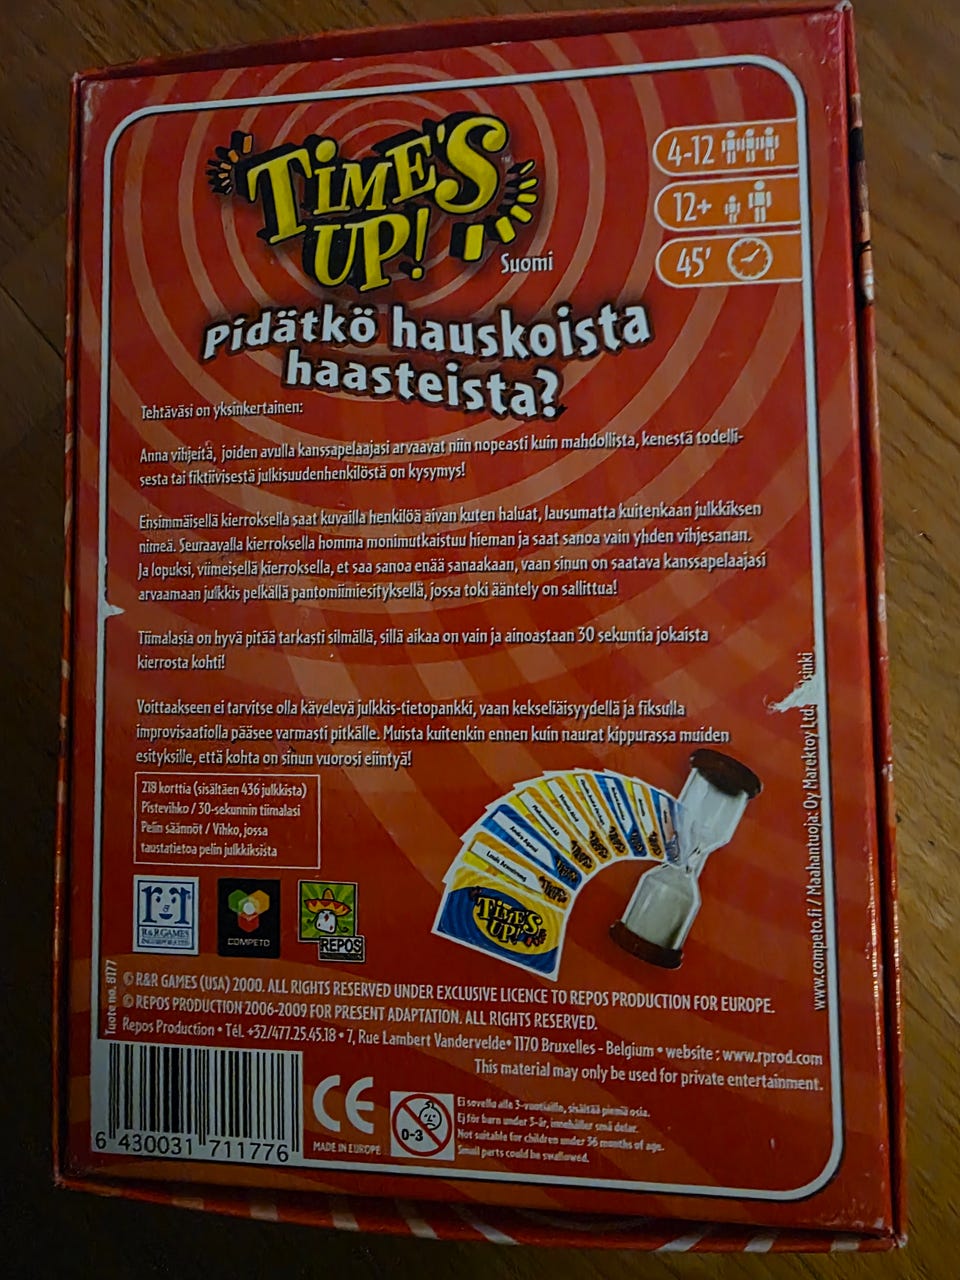 TIME'S UP!
Suomi
4-12
12+
45'
Pidätkö hauskoista
haasteista?
Tehtäväsi on yksinkertainen:
Anna vihjeitä, joiden avulla kanssapelaajasi arvaavat niin nopeasti kuin mahdollista, kenestä todelli-
sesta tai fiktiivisestä julkisuudenhenkilöstä on kysymys!
Ensimmäisellä kierroksella saat kuvailla henkilöä aivan kuten haluat, lausumatta kuitenkaan julkkiksen
nimeä. Seuraavalla kierroksella homma monimutkaistuu hieman ja saat sanoa vain yhden vihjesanan.
Ja lopuksi, viimeisellä kierroksella, et saa sanoa enää sanaakaan, vaan sinun on saatava kanssapelaajasi
arvaamaan julkkis pelkällä pantomiimiesityksellä, jossa toki ääntely on sallittua!
Tiimalasia on hyvä pitää tarkasti silmällä, sillä aikaa on vain ja ainoastaan 30 sekuntia jokaista
kierrosta kohti!
Voittaakseen ei tarvitse olla kävelevä julkkis-tietopankki, vaan kekseliäisyydellä ja fiksulla
improvisaatiolla pääsee varmasti pitkälle. Muista kuitenkin ennen kuin naurat kippurassa muiden
esityksille, että kohta on sinun vuorosi eiintyä!
218 korttia (sisältäen 436 julkkista)
Pistevihko / 30-sekunnin tiimalasi
Pelin säännöt / Vihko, jossa
taustatietoa pelin julkkiksista
Muhammad Ali
Andre Agassi
Louis Armstrong
TIME'S UP!
R&R
R&R GAMES
INCORPORATED
COMPETO
REPOS
PRODUCTION
www.competo.fi / Maahantuoja: Oy Marektoy Ltd.
sinki
Tuote no. 8177
© R&R GAMES (USA) 2000. ALL RIGHTS RESERVED UNDER EXCLUSIVE LICENCE TO REPOS PRODUCTION FOR EUROPE.
© REPOS PRODUCTION 2006-2009 FOR PRESENT ADAPTATION. ALL RIGHTS RESERVED.
Repos Production • Tél. +32/477.25.45.18 • 7, Rue Lambert Vandervelde• 1170 Bruxelles - Belgium • website : www.rprod.com
This material may only be used for private entertainment.
6 430031 711776
CE
MADE IN EUROPE
0-3
Ei sovellu alle 3-vuotiaille, sisältää pieniä osia.
Ej för barn under 3-år, innehåller små delar.
Not suitable for children under 36 months of age.
Small parts could be swallowed.